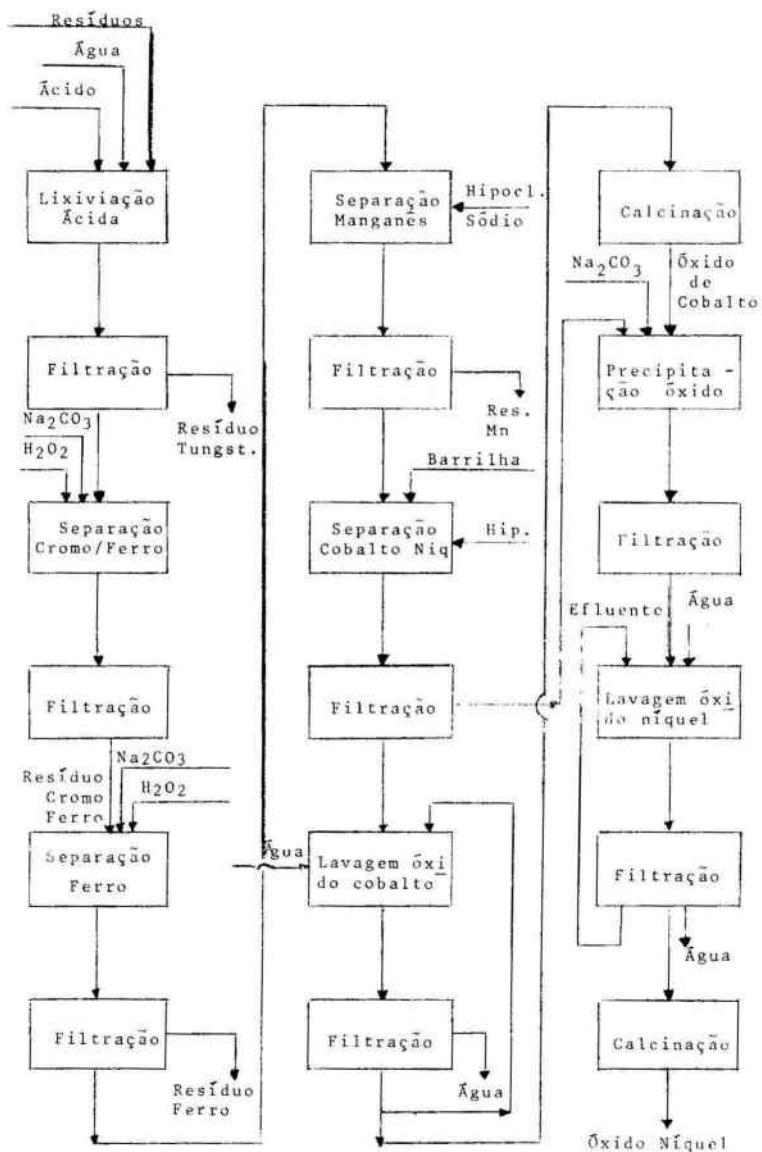 Resíduos
Água
Ácido
Lixiviação
Ácida
Filtração
Resíduo
Tungst.
Na2CO3
H2O2
Separação
Cromo/Ferro
Filtração
Resíduo
Cromo
Ferro
Na2CO3
H2O2
Separação
Ferro
Filtração
Resíduo
Ferro
Separação
Manganês
Hipocl.
Sódio
Filtração
Res.
Mn
Barrilha
Separação
Cobalto Niq
Hip.
Filtração
Água
Lavagem óxi
do cobalto
Filtração
Água
Calcinação
Na2CO3
Óxido
de
Cobalto
Precipita -
ção óxido
Filtração
Efluente
Água
Lavagem óxi
do níquel
Filtração
Água
Calcinação
Óxido Níquel